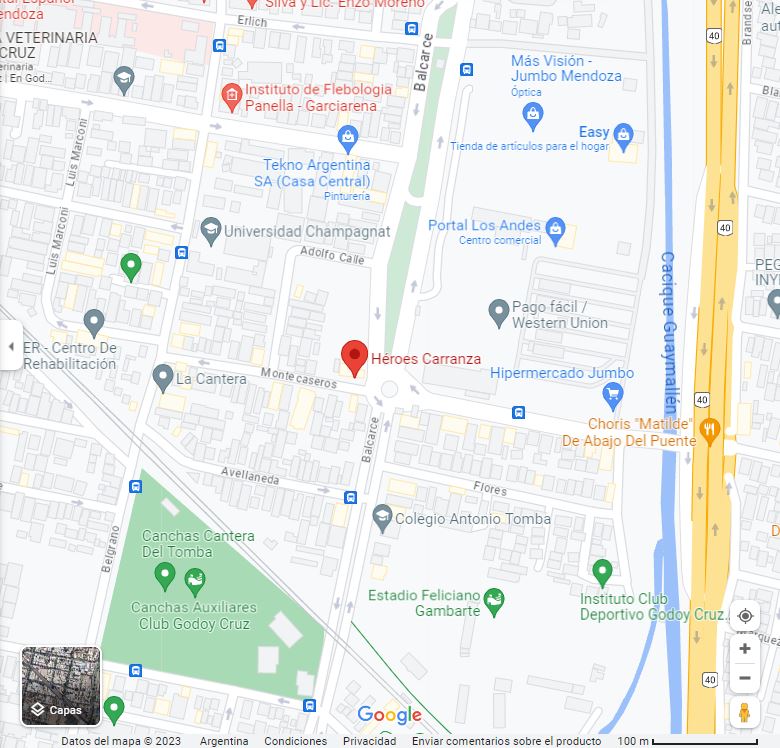 Mendoza
Silva y Lic. Enzo Moreno
Erlich
A VETERINARIA
CRUZ
erinaria
z | En God...
Balcarce
Más Visión -
Jumbo Mendoza
Óptica
40
Brandse
Instituto de Flebología
Panella - Garciarena
Easy
Tienda de artículos para el hogar
Luis Marconi
Tekno Argentina
SA (Casa Central)
Pinturería
Luis Marconi
Universidad Champagnat
Portal Los Andes
Centro comercial
40
Adolfo Calle
Cacique Guaymallén
PEG
INYE
Pago fácil /
Western Union
ER - Centro De
Rehabilitación
Héroes Carranza
La Cantera
Montecaseros
Hipermercado Jumbo
40
Choris "Matilde"
De Abajo Del Puente
Balcarce
Avellaneda
Flores
Colegio Antonio Tomba
Belgrano
Canchas Cantera
Del Tomba
Canchas Auxiliares
Club Godoy Cruz
Estadio Feliciano
Gambarte
Instituto Club
Deportivo Godoy Cruz...
40
Capas
Google
Datos del mapa © 2023 Argentina Condiciones Privacidad Enviar comentarios sobre el producto 100 m